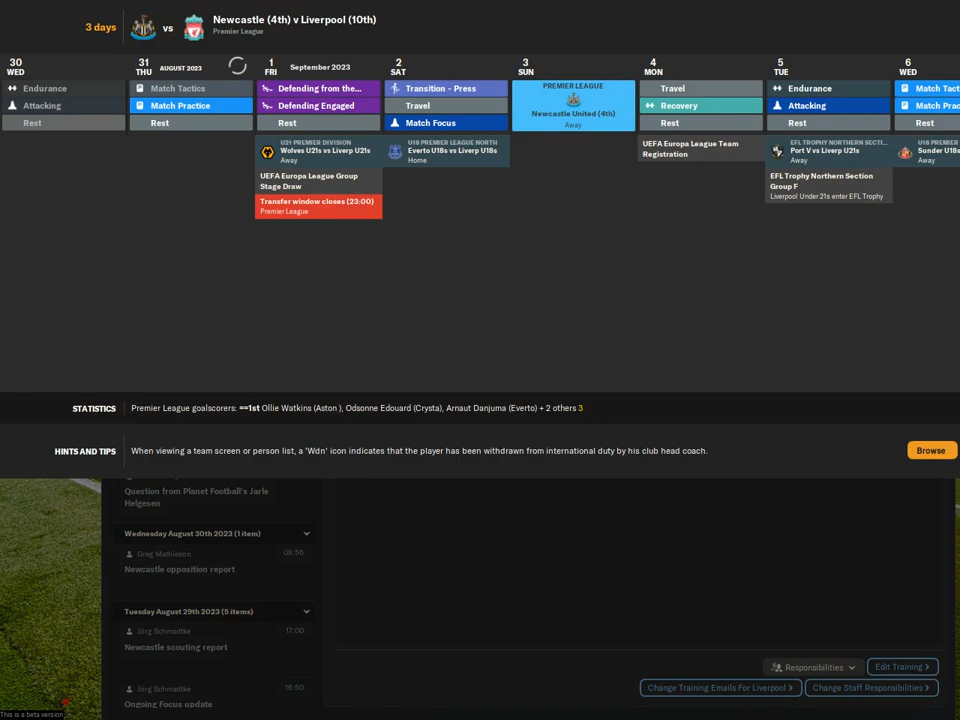 3 days
vs
Newcastle (4th) v Liverpool (10th)
Premier League
30
WED
31
THU
AUGUST 2023
1
FRI
September 2023
2
SAT
3
SUN
4
MON
5
TUE
6
WED
Endurance
Attacking
Rest
Match Tactics
Match Practice
Rest
Defending from the...
Defending Engaged
Rest
Transition - Press
Travel
Match Focus
PREMIER LEAGUE
Newcastle United (4th)
Away
Travel
Recovery
Rest
Endurance
Attacking
Rest
Match Tact
Match Prac
Rest
U21 PREMIER DIVISION
Wolves U21s vs Liverp U21s
Away
UEFA Europa League Group
Stage Draw
Transfer window closes (23:00)
Premier League
U18 PREMIER LEAGUE NORTH
Everto U18s vs Liverp U18s
Home
UEFA Europa League Team
Registration
EFL TROPHY NORTHERN SECTI...
Port V vs Liverp U21s
Away
EFL Trophy Northern Section
Group F
Liverpool Under 21s enter EFL Trophy
U18 PREMIER
Sunder U18s
Away
STATISTICS
Premier League goalscorers: ==1st Ollie Watkins (Aston ), Odsonne Edouard (Crysta), Arnaut Danjuma (Everto) + 2 others 3
HINTS AND TIPS
When viewing a team screen or person list, a 'Wdn' icon indicates that the player has been withdrawn from international duty by his club head coach.
Browse
Question from Planet Football's Jarle
Helgesen
Wednesday August 30th 2023 (1 item)
Greg Mathieson
08:56
Newcastle opposition report
Tuesday August 29th 2023 (5 items)
Jörg Schmadtke
17:00
Newcastle scouting report
Jörg Schmadtke
16:50
Ongoing Focus update
Responsibilities
Edit Training >
Change Training Emails For Liverpool >
Change Staff Responsibilities >
This is a beta version